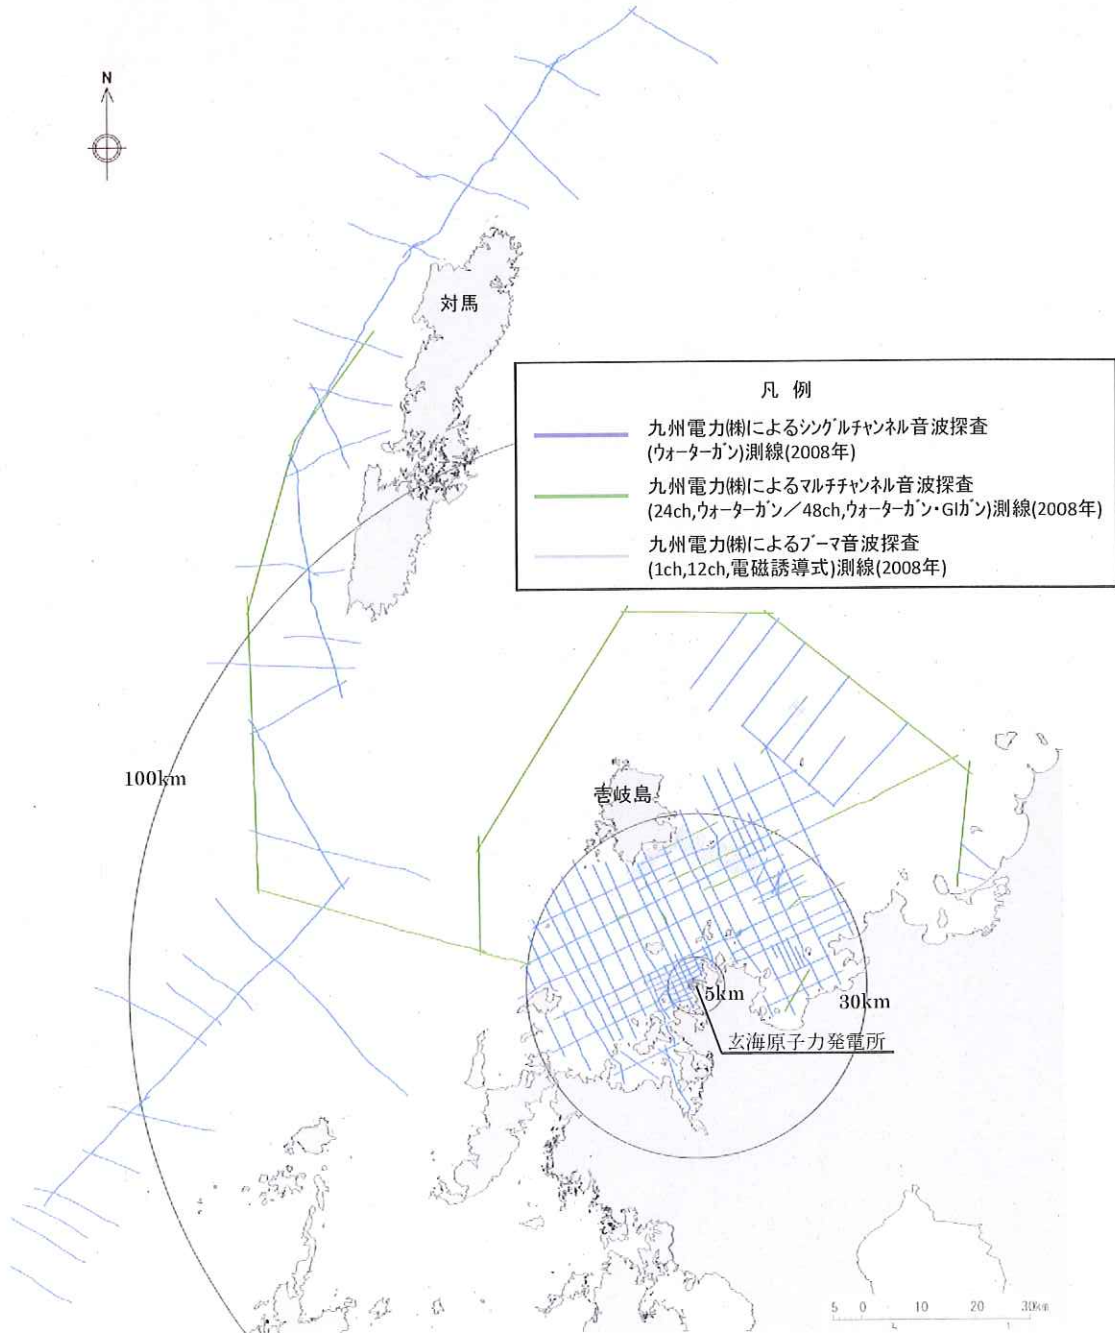 N
対馬
凡 例
九州電力㈱によるシングルチャンネル音波探査
(ウォーターガン)測線(2008年)
九州電力㈱によるマルチチャンネル音波探査
(24ch,ウォーターガン／48ch,ウォーターガン・GIガン)測線(2008年)
九州電力㈱によるブーマ音波探査
(1ch,12ch,電磁誘導式)測線(2008年)
100km
壱岐島
5km
30km
玄海原子力発電所
5 0 10 20 30km